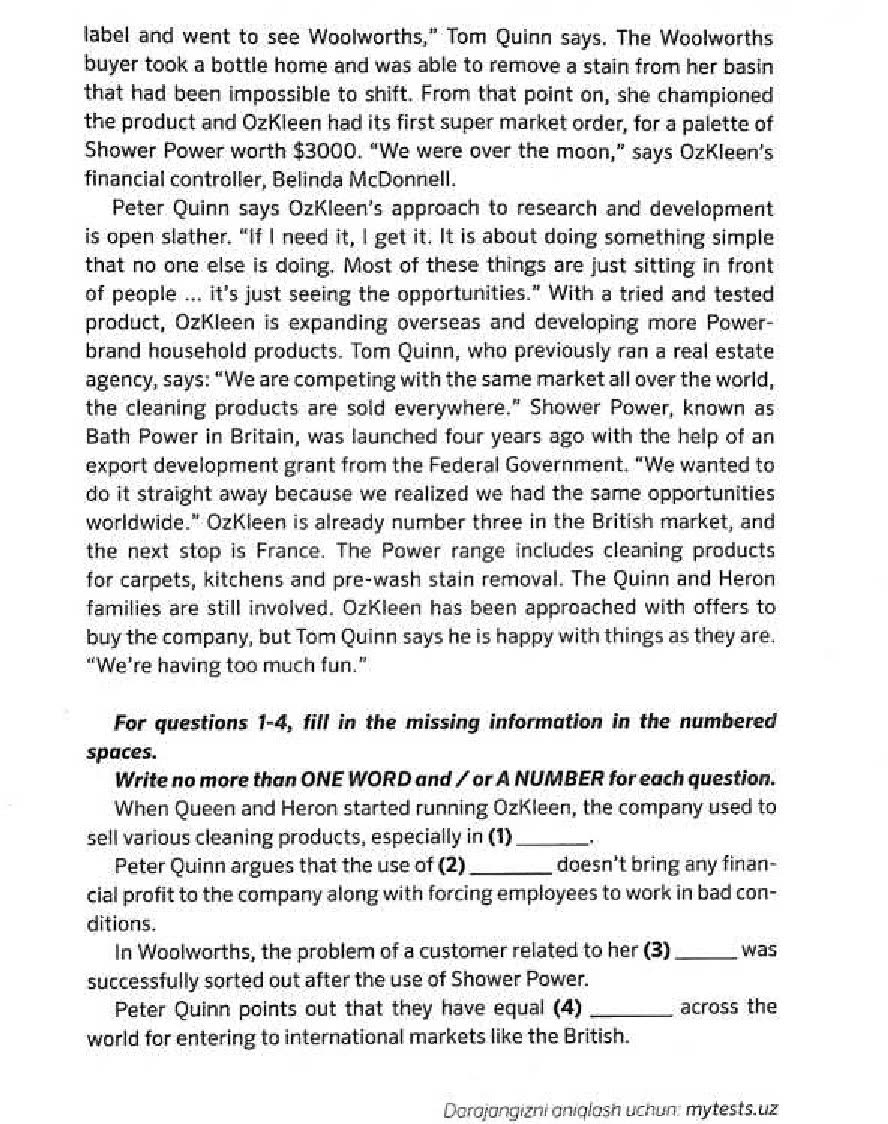 label and went to see Woolworths,” Tom Quinn says. The Woolworths
buyer took a bottle home and was able to remove a stain from her basin
that had been impossible to shift. From that point on, she championed
the product and OzKleen had its first super market order, for a palette of
Shower Power worth $3000. “We were over the moon,” says OzKleen’s
financial controller, Belinda McDonnell.
Peter Quinn says OzKleen’s approach to research and development
is open slather. “If I need it, I get it. It is about doing something simple
that no one else is doing. Most of these things are just sitting in front
of people ... it’s just seeing the opportunities.” With a tried and tested
product, OzKleen is expanding overseas and developing more Power-
brand household products. Tom Quinn, who previously ran a real estate
agency, says: “We are competing with the same market all over the world,
the cleaning products are sold everywhere.” Shower Power, known as
Bath Power in Britain, was launched four years ago with the help of an
export development grant from the Federal Government. “We wanted to
do it straight away because we realized we had the same opportunities
worldwide.” OzKleen is already number three in the British market, and
the next stop is France. The Power range includes cleaning products
for carpets, kitchens and pre-wash stain removal. The Quinn and Heron
families are still involved. OzKleen has been approached with offers to
buy the company, but Tom Quinn says he is happy with things as they are.
“We’re having too much fun.”
For questions 1-4, fill in the missing information in the numbered
spaces.
Write no more than ONE WORD and / or A NUMBER for each question.
When Queen and Heron started running OzKleen, the company used to
sell various cleaning products, especially in (1) _______.
Peter Quinn argues that the use of (2) ________ doesn’t bring any finan-
cial profit to the company along with forcing employees to work in bad con-
ditions.
In Woolworths, the problem of a customer related to her (3) ______ was
successfully sorted out after the use of Shower Power.
Peter Quinn points out that they have equal (4) ________ across the
world for entering to international markets like the British.
Darajangizni aniqlash uchun: mytests.uz